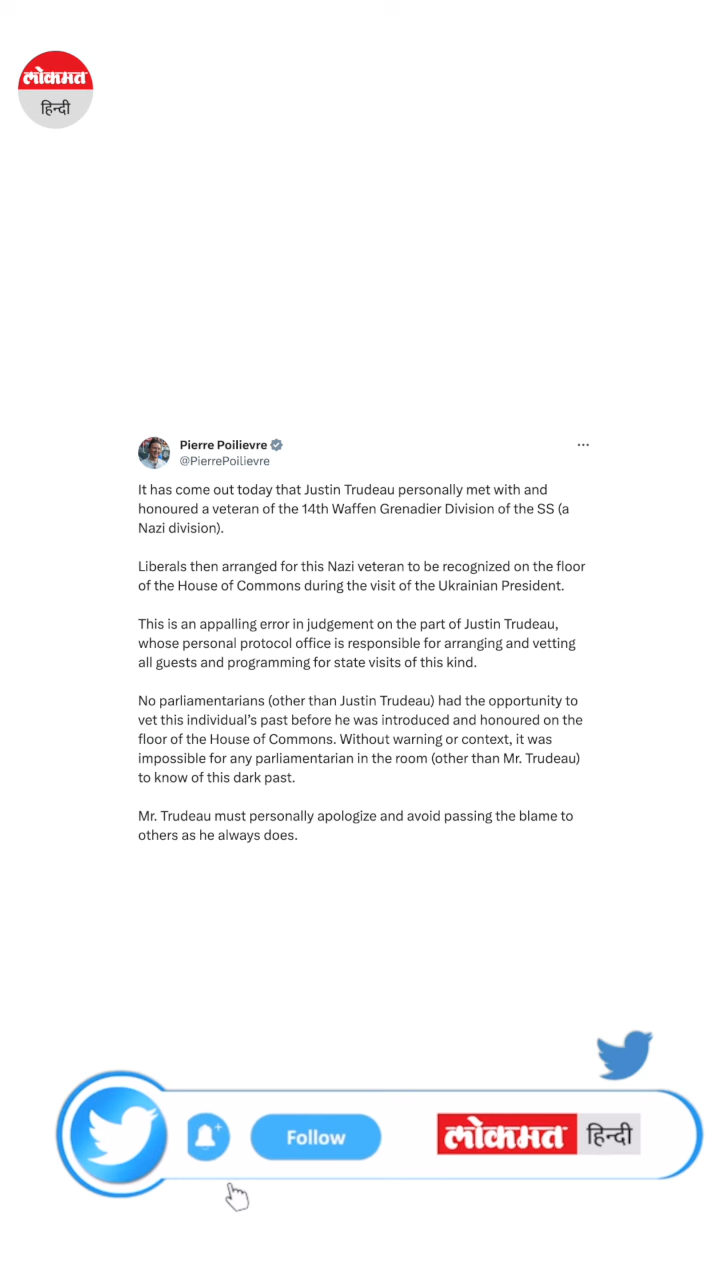 लोकमत
हिन्दी
Pierre Poilievre
@PierrePoilievre
It has come out today that Justin Trudeau personally met with and
honoured a veteran of the 14th Waffen Grenadier Division of the SS (a
Nazi division).
Liberals then arranged for this Nazi veteran to be recognized on the floor
of the House of Commons during the visit of the Ukrainian President.
This is an appalling error in judgement on the part of Justin Trudeau,
whose personal protocol office is responsible for arranging and vetting
all guests and programming for state visits of this kind.
No parliamentarians (other than Justin Trudeau) had the opportunity to
vet this individual’s past before he was introduced and honoured on the
floor of the House of Commons. Without warning or context, it was
impossible for any parliamentarian in the room (other than Mr. Trudeau)
to know of this dark past.
Mr. Trudeau must personally apologize and avoid passing the blame to
others as he always does.
Follow
लोकमत हिन्दी